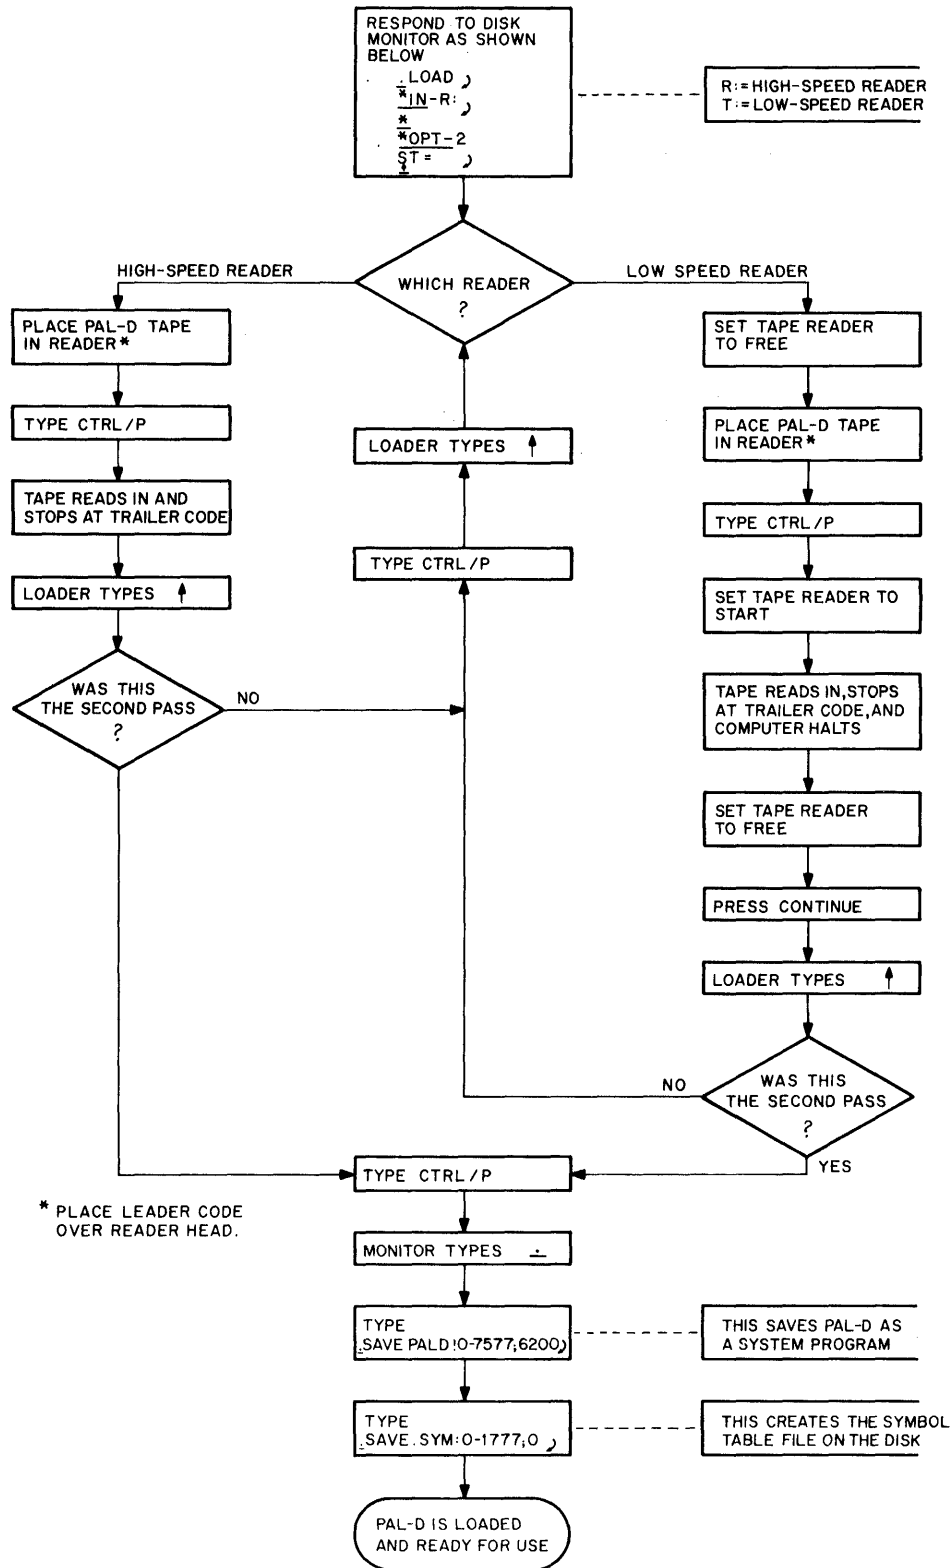 RESPOND TO DISK
MONITOR AS SHOWN
BELOW
.LOAD
*IN-R:
*
*OPT-2
ST=
R:=HIGH-SPEED READER
T:=LOW-SPEED READER
HIGH-SPEED READER
WHICH READER
?
LOW SPEED READER
PLACE PAL-D TAPE
IN READER*
TYPE CTRL/P
TAPE READS IN AND
STOPS AT TRAILER CODE
LOADER TYPES ↑
WAS THIS
THE SECOND PASS
?
NO
LOADER TYPES ↑
TYPE CTRL/P
SET TAPE READER
TO FREE
PLACE PAL-D TAPE
IN READER*
TYPE CTRL/P
SET TAPE READER TO
START
TAPE READS IN,STOPS
AT TRAILER CODE,AND
COMPUTER HALTS
SET TAPE READER
TO FREE
PRESS CONTINUE
LOADER TYPES ↑
WAS THIS
THE SECOND PASS
?
NO
YES
TYPE CTRL/P
* PLACE LEADER CODE
OVER READER HEAD.
MONITOR TYPES .
TYPE
.SAVE PALD!0-7577;6200
THIS SAVES PAL-D AS
A SYSTEM PROGRAM
TYPE
.SAVE.SYM:0-1777;0
THIS CREATES THE SYMBOL
TABLE FILE ON THE DISK
PAL-D IS LOADED
AND READY FOR USE